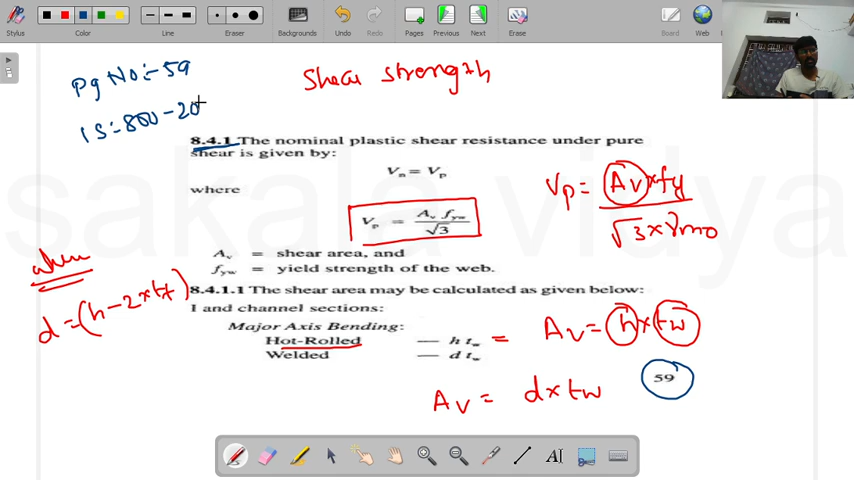 Stylus
Color
Line
Eraser
Backgrounds
Undo
Redo
Pages
Previous
Next
Erase
Board
Web
Docs
Pg No:-59
Shear strength
IS:-800-20
8.4.1 The nominal plastic shear resistance under pure
shear is given by:
Vn = Vp
where
Vp = Av fyw / √3
Vp = Av×fy / √3×γmo
Av = shear area, and
fyw = yield strength of the web.
when
d=(h-2×tf)
8.4.1.1 The shear area may be calculated as given below:
I and channel sections:
Major Axis Bending:
Hot-Rolled — h tw = Av = h×tw
Welded — d tw
59
Av = d×tw
sakala vidya